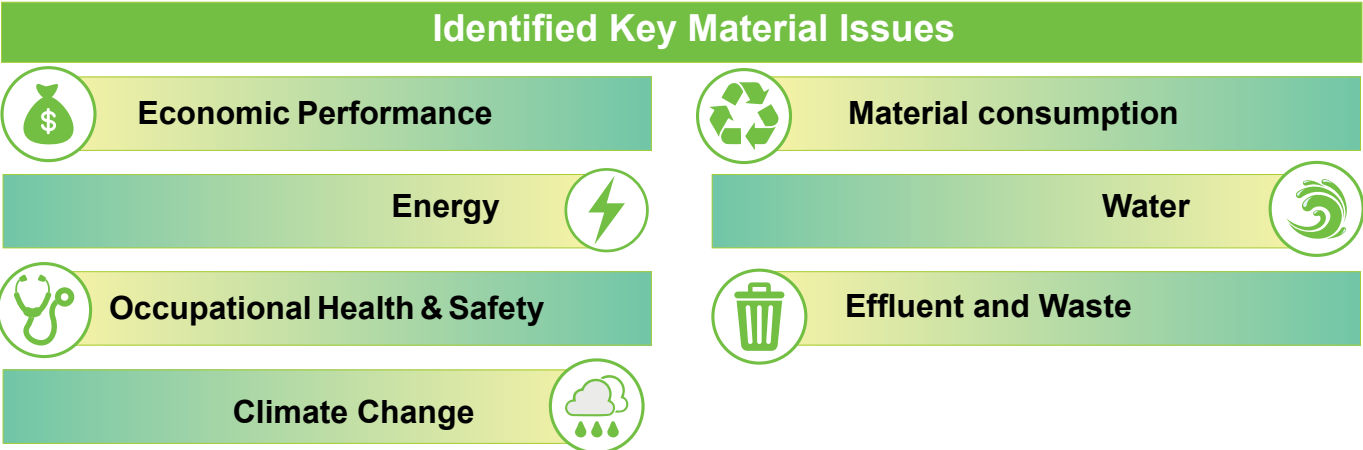 Identified Key Material Issues
$
Economic Performance
Material consumption
Energy
Water
Occupational Health & Safety
Effluent and Waste
Climate Change